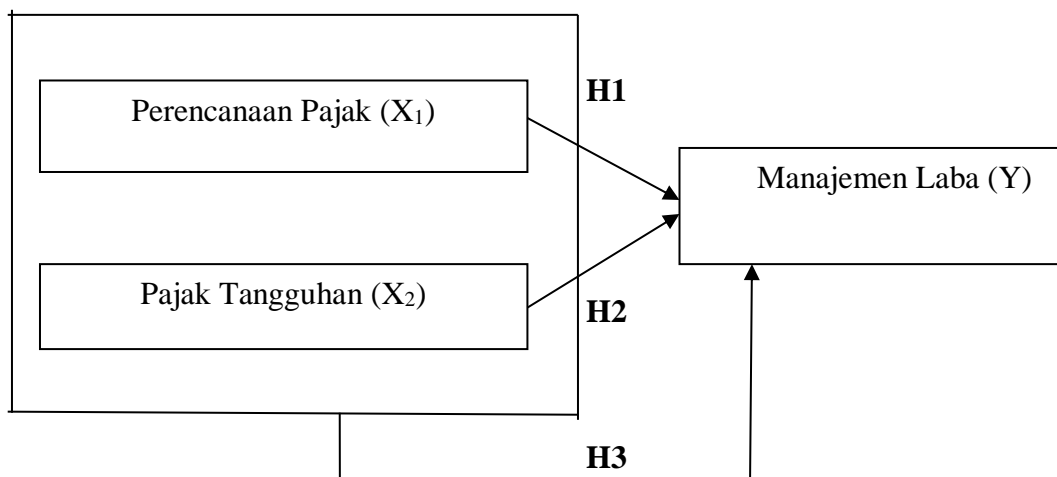 H1
Perencanaan Pajak (X₁)
Manajemen Laba (Y)
Pajak Tangguhan (X₂)
H2
H3